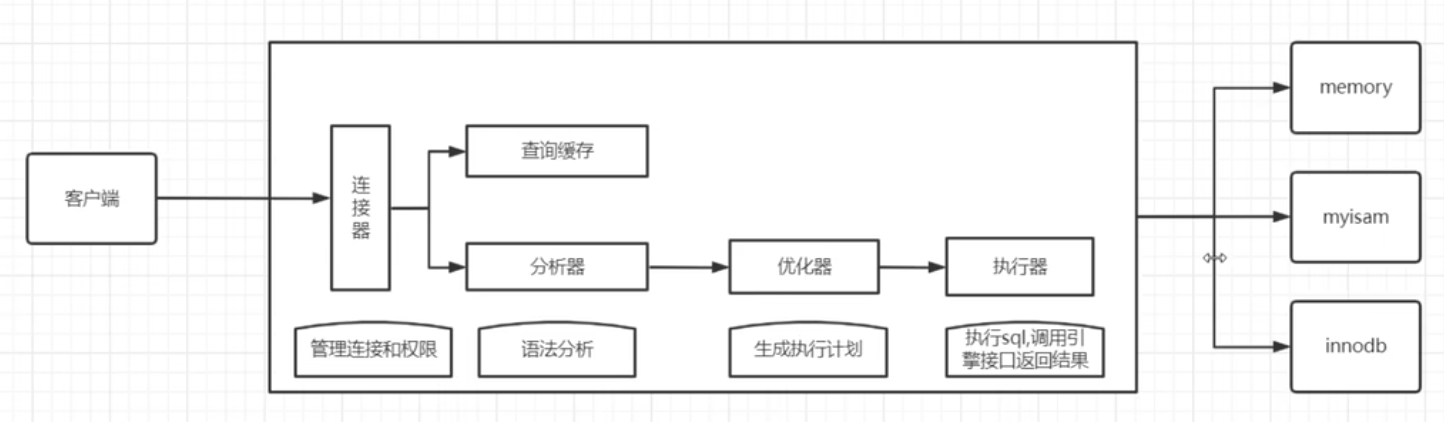 客户端
连接器
查询缓存
分析器
优化器
执行器
管理连接和权限
语法分析
生成执行计划
执行sql,调用引
擎接口返回结果
memory
myisam
innodb